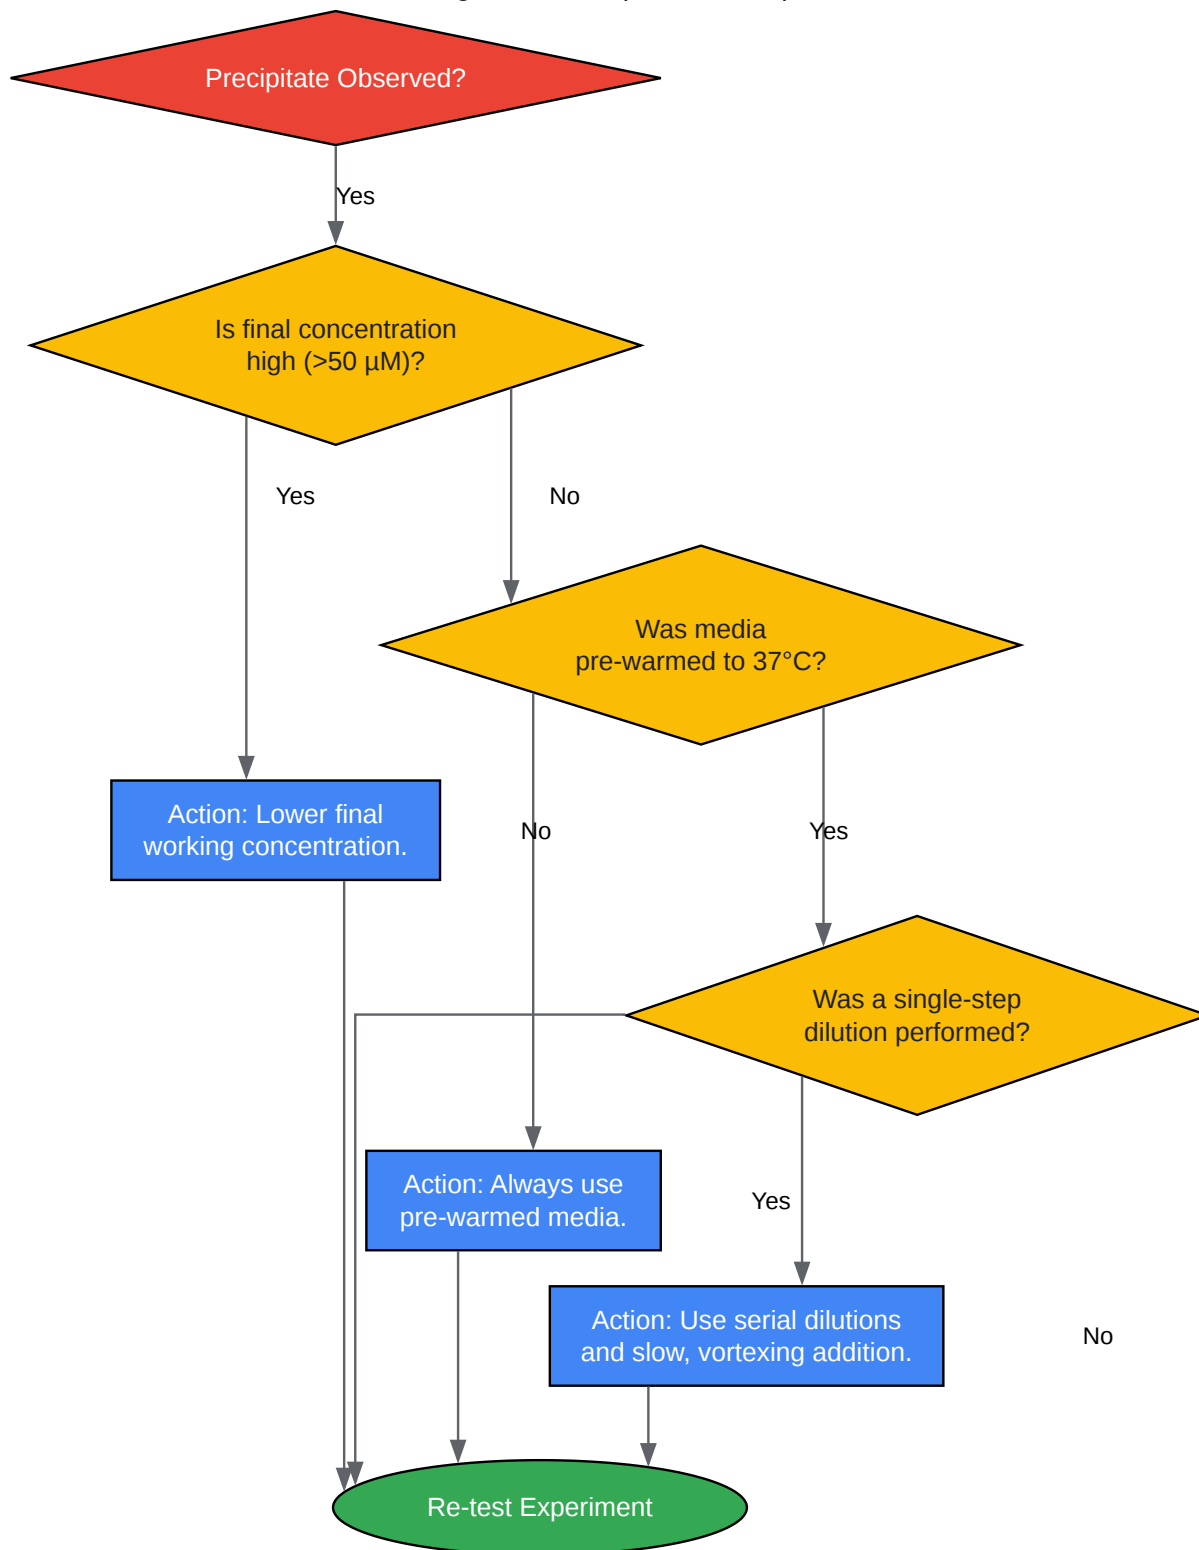 Precipitate Observed?
Yes
Is final concentration
high (>50 µM)?
Yes
No
Was media
pre-warmed to 37°C?
Action: Lower final
working concentration.
No
Yes
Was a single-step
dilution performed?
Action: Always use
pre-warmed media.
Yes
Action: Use serial dilutions
and slow, vortexing addition.
No
Re-test Experiment